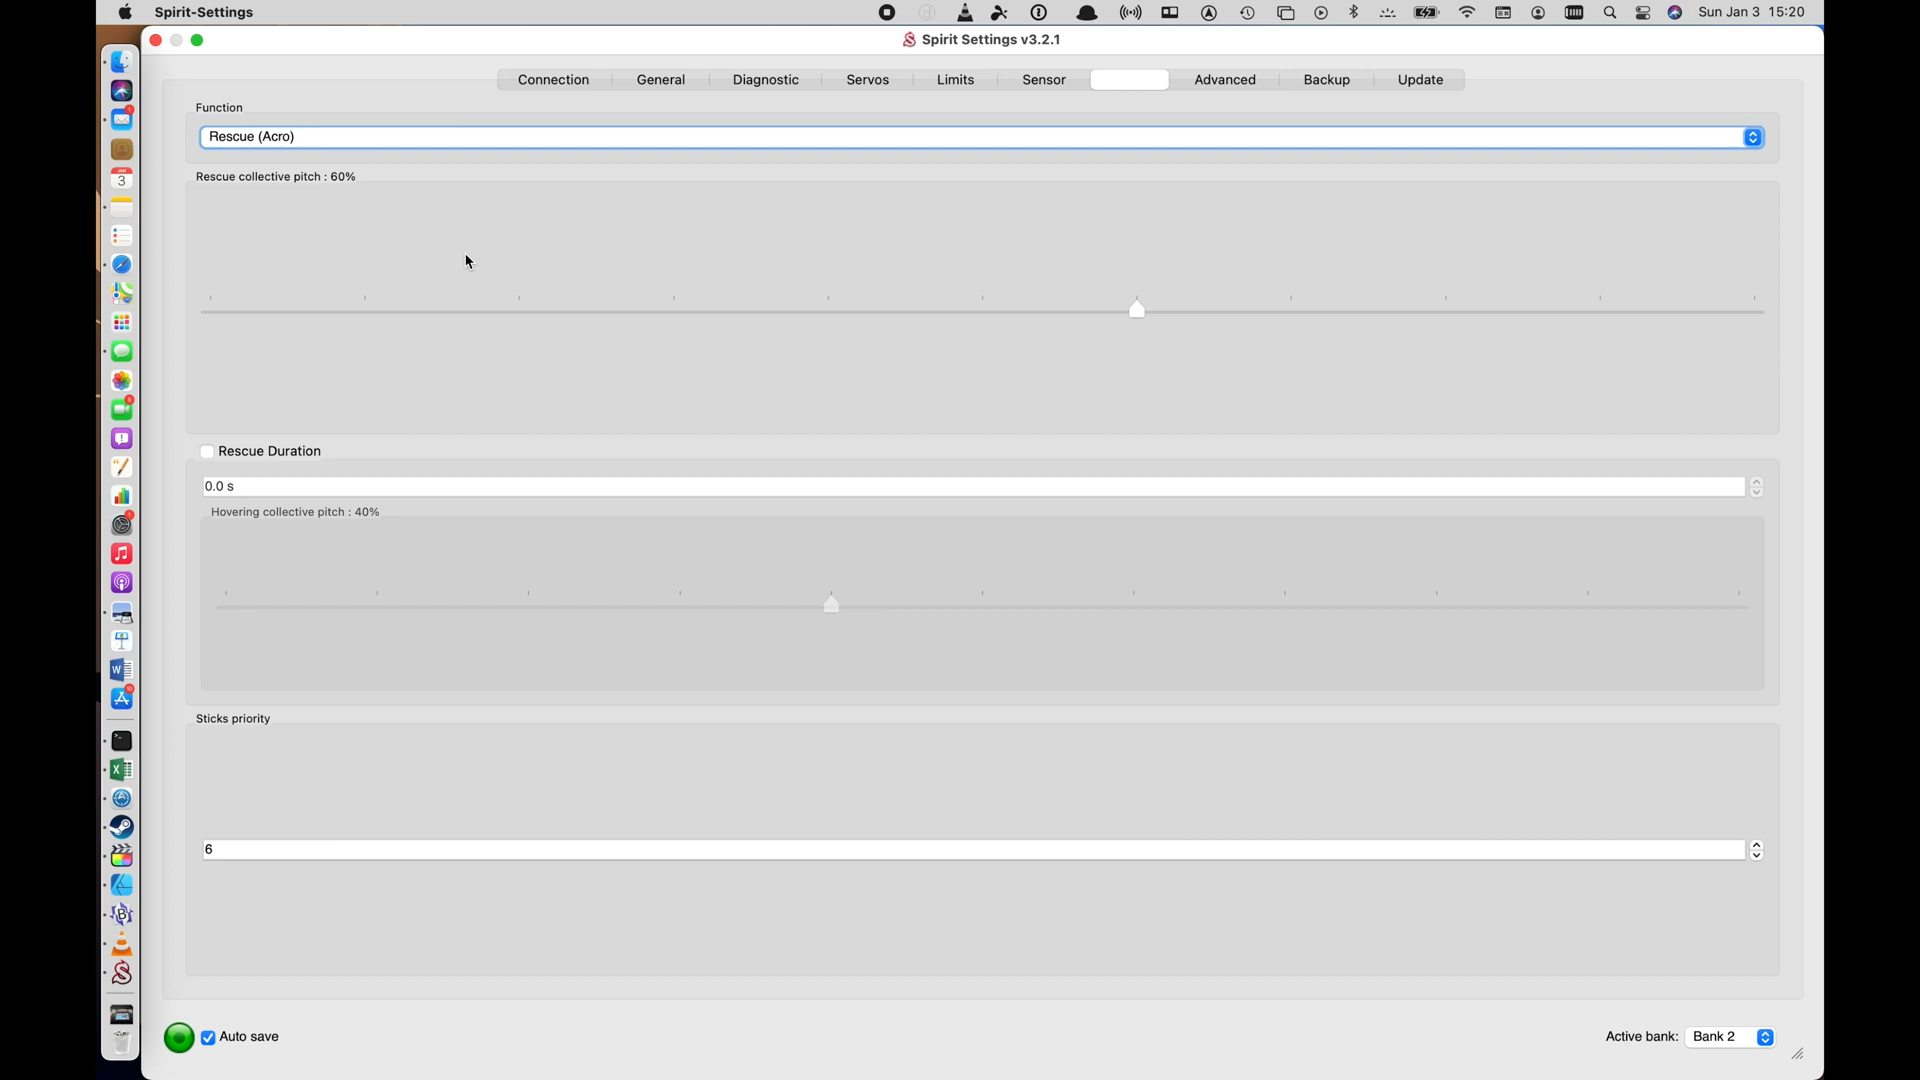 Spirit-Settings
Sun Jan 3 15:20
Spirit Settings v3.2.1
Connection General Diagnostic Servos Limits Sensor Advanced Backup Update
Function
Rescue (Acro)
Rescue collective pitch : 60%
Rescue Duration
0.0 s
Hovering collective pitch : 40%
Sticks priority
6
Auto save
Active bank: Bank 2